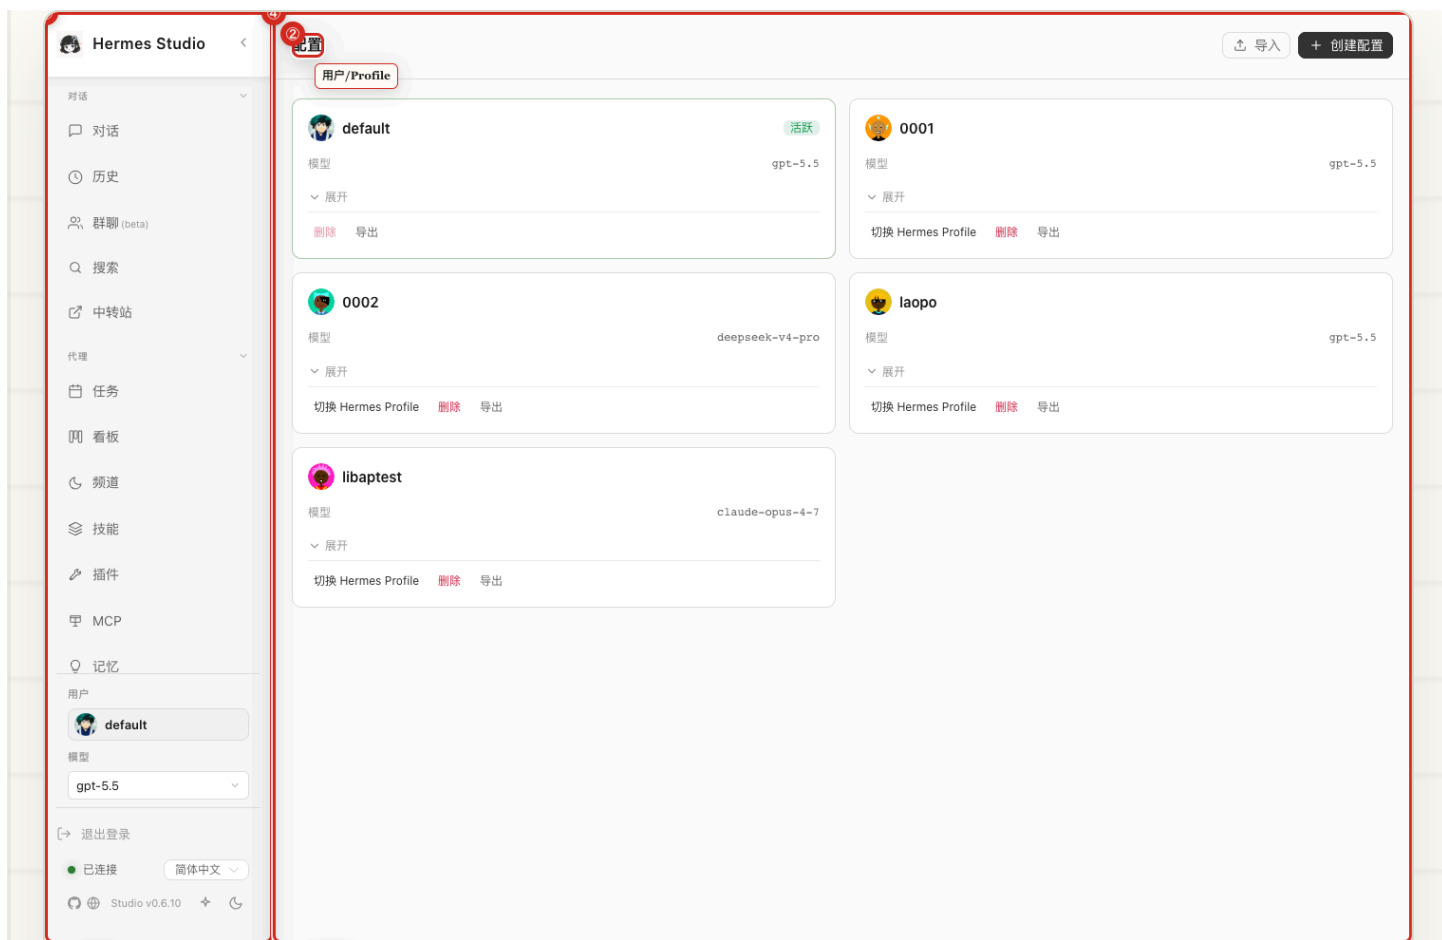 ④
②
Hermes Studio
配置
导入
创建配置
用户/Profile
对话
对话
历史
群聊 (beta)
搜索
中转站
代理
任务
看板
频道
技能
插件
MCP
记忆
用户
default
模型
gpt-5.5
退出登录
已连接
简体中文
Studio v0.6.10
default
活跃
模型
gpt-5.5
展开
删除 导出
0001
模型
gpt-5.5
展开
切换 Hermes Profile 删除 导出
0002
模型
deepseek-v4-pro
展开
切换 Hermes Profile 删除 导出
laopo
模型
gpt-5.5
展开
切换 Hermes Profile 删除 导出
libaptest
模型
claude-opus-4-7
展开
切换 Hermes Profile 删除 导出